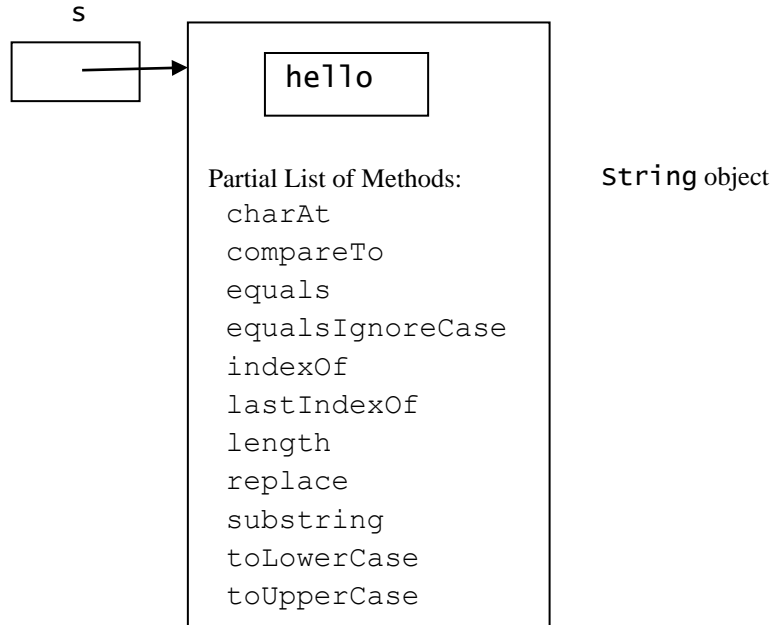 s
hello
Partial List of Methods:
String object
charAt
compareTo
equals
equalsIgnoreCase
indexOf
lastIndexOf
length
replace
substring
toLowerCase
toUpperCase